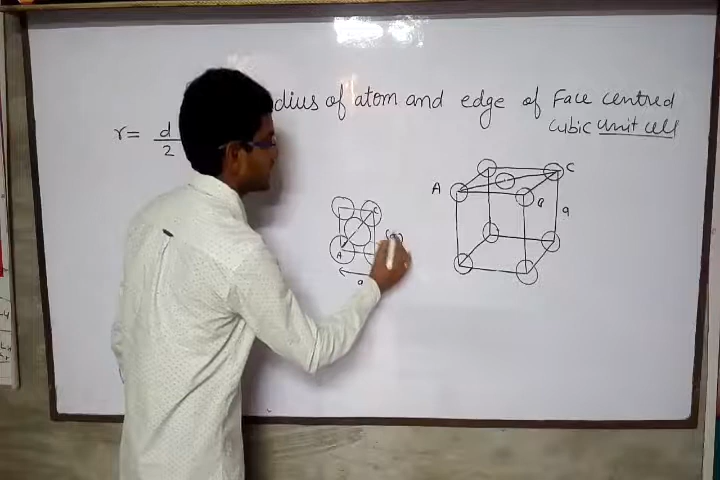 dius of atom and edge of Face centred
cubic unit cell
r= d
2
A
C
a
a
C
A
(a)
a